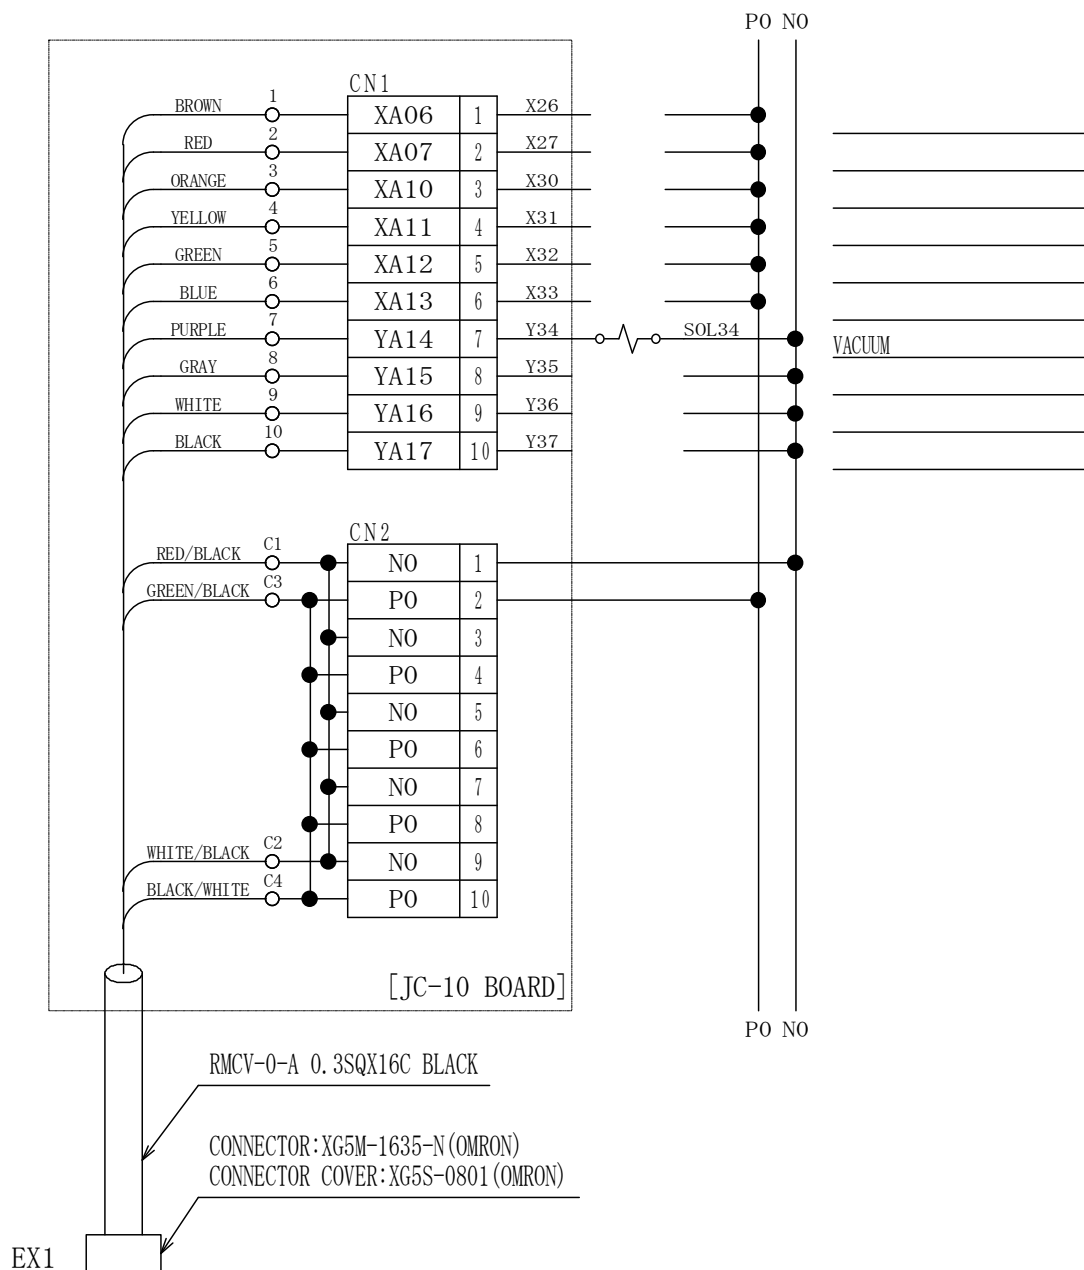 P0 N0
CN1
BROWN 1 XA06 1 X26
RED 2 XA07 2 X27
ORANGE 3 XA10 3 X30
YELLOW 4 XA11 4 X31
GREEN 5 XA12 5 X32
BLUE 6 XA13 6 X33
PURPLE 7 YA14 7 Y34 SOL34 VACUUM
GRAY 8 YA15 8 Y35
WHITE 9 YA16 9 Y36
BLACK 10 YA17 10 Y37
CN2
RED/BLACK C1 N0 1
GREEN/BLACK C3 P0 2
N0 3
P0 4
N0 5
P0 6
N0 7
P0 8
WHITE/BLACK C2 N0 9
BLACK/WHITE C4 P0 10
[JC-10 BOARD]
P0 N0
RMCV-0-A 0.3SQX16C BLACK
CONNECTOR:XG5M-1635-N(OMRON)
CONNECTOR COVER:XG5S-0801(OMRON)
EX1